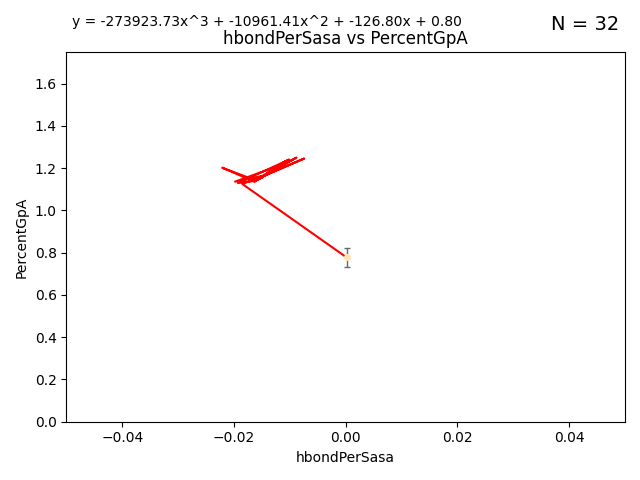 y = -273923.73x^3 + -10961.41x^2 + -126.80x + 0.80
N = 32
hbondPerSasa vs PercentGpA
1.6
1.4
1.2
1.0
0.8
0.6
0.4
0.2
0.0
PercentGpA
−0.04 −0.02 0.00 0.02 0.04
hbondPerSasa